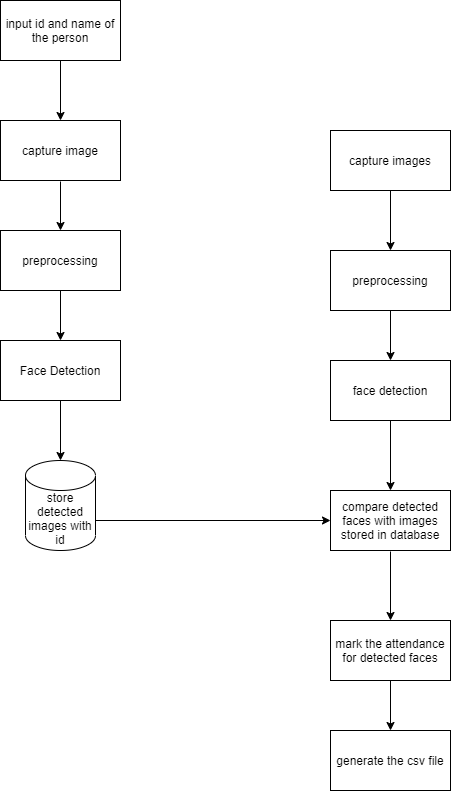 input id and name of
the person
capture image
preprocessing
Face Detection
store
detected
images with
id
capture images
preprocessing
face detection
compare detected
faces with images
stored in database
mark the attendance
for detected faces
generate the csv file